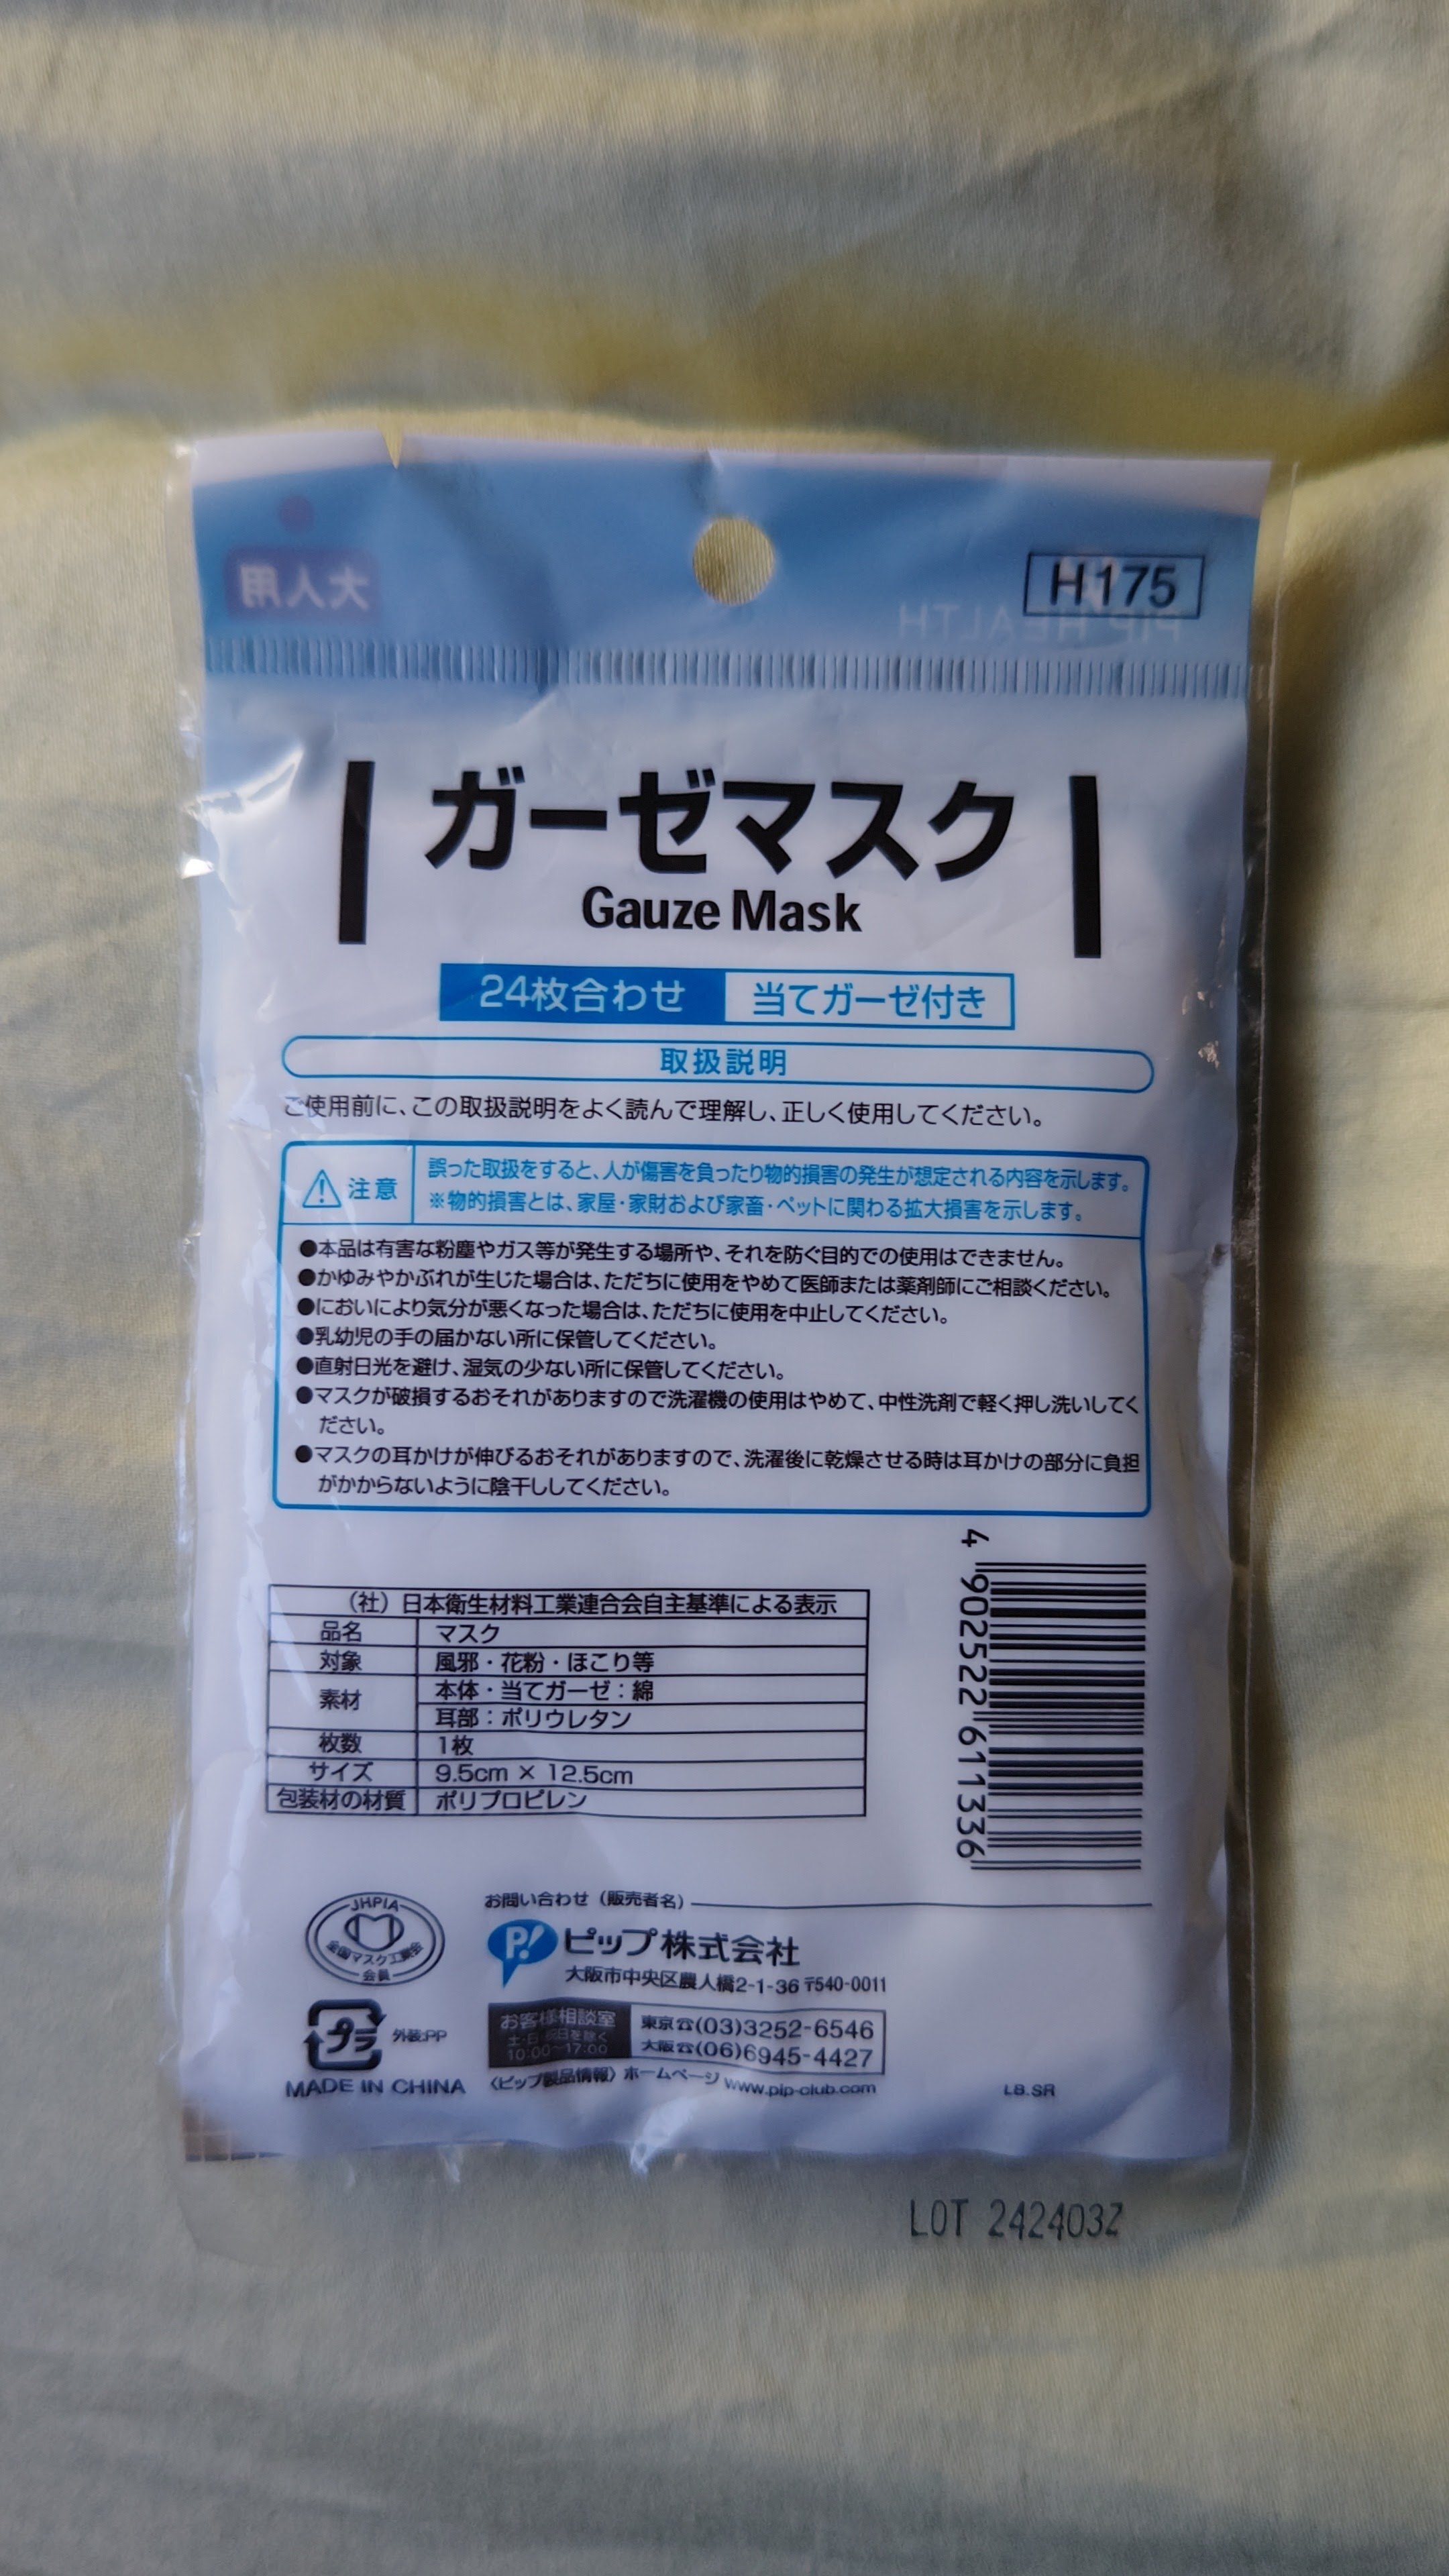 大人用
PIP HEALTH
H175
ガーゼマスク
Gauze Mask
24枚合わせ 当てガーゼ付き
取扱説明
ご使用前に、この取扱説明をよく読んで理解し、正しく使用してください。
注意
誤った取扱をすると、人が傷害を負ったり物的損害の発生が想定される内容を示します。
※物的損害とは、家屋・家財および家畜・ペットに関わる拡大損害を示します。
●本品は有害な粉塵やガス等が発生する場所や、それを防ぐ目的での使用はできません。
●かゆみやかぶれが生じた場合は、ただちに使用をやめて医師または薬剤師にご相談ください。
●においにより気分が悪くなった場合は、ただちに使用を中止してください。
●乳幼児の手の届かない所に保管してください。
●直射日光を避け、湿気の少ない所に保管してください。
●マスクが破損するおそれがありますので洗濯機の使用はやめて、中性洗剤で軽く押し洗いしてく
ださい。
●マスクの耳かけが伸びるおそれがありますので、洗濯後に乾燥させる時は耳かけの部分に負担
がかからないように陰干ししてください。
（社）日本衛生材料工業連合会自主基準による表示
品名 マスク
対象 風邪・花粉・ほこり等
素材 本体・当てガーゼ：綿
耳部：ポリウレタン
枚数 1枚
サイズ 9.5cm × 12.5cm
包装材の材質 ポリプロピレン
4 902522 611336
JHPIA
全国マスク工業会
会員
お問い合わせ（販売者名）
P! ピップ株式会社
大阪市中央区農人橋2-1-36 〒540-0011
お客様相談室
土・日・祝日を除く
10:00〜17:00
東京☎(03)3252-6546
大阪☎(06)6945-4427
プラ 外装:PP
MADE IN CHINA
〈ピップ製品情報〉ホームページ www.pip-club.com
LB.SR
LOT 242403Z